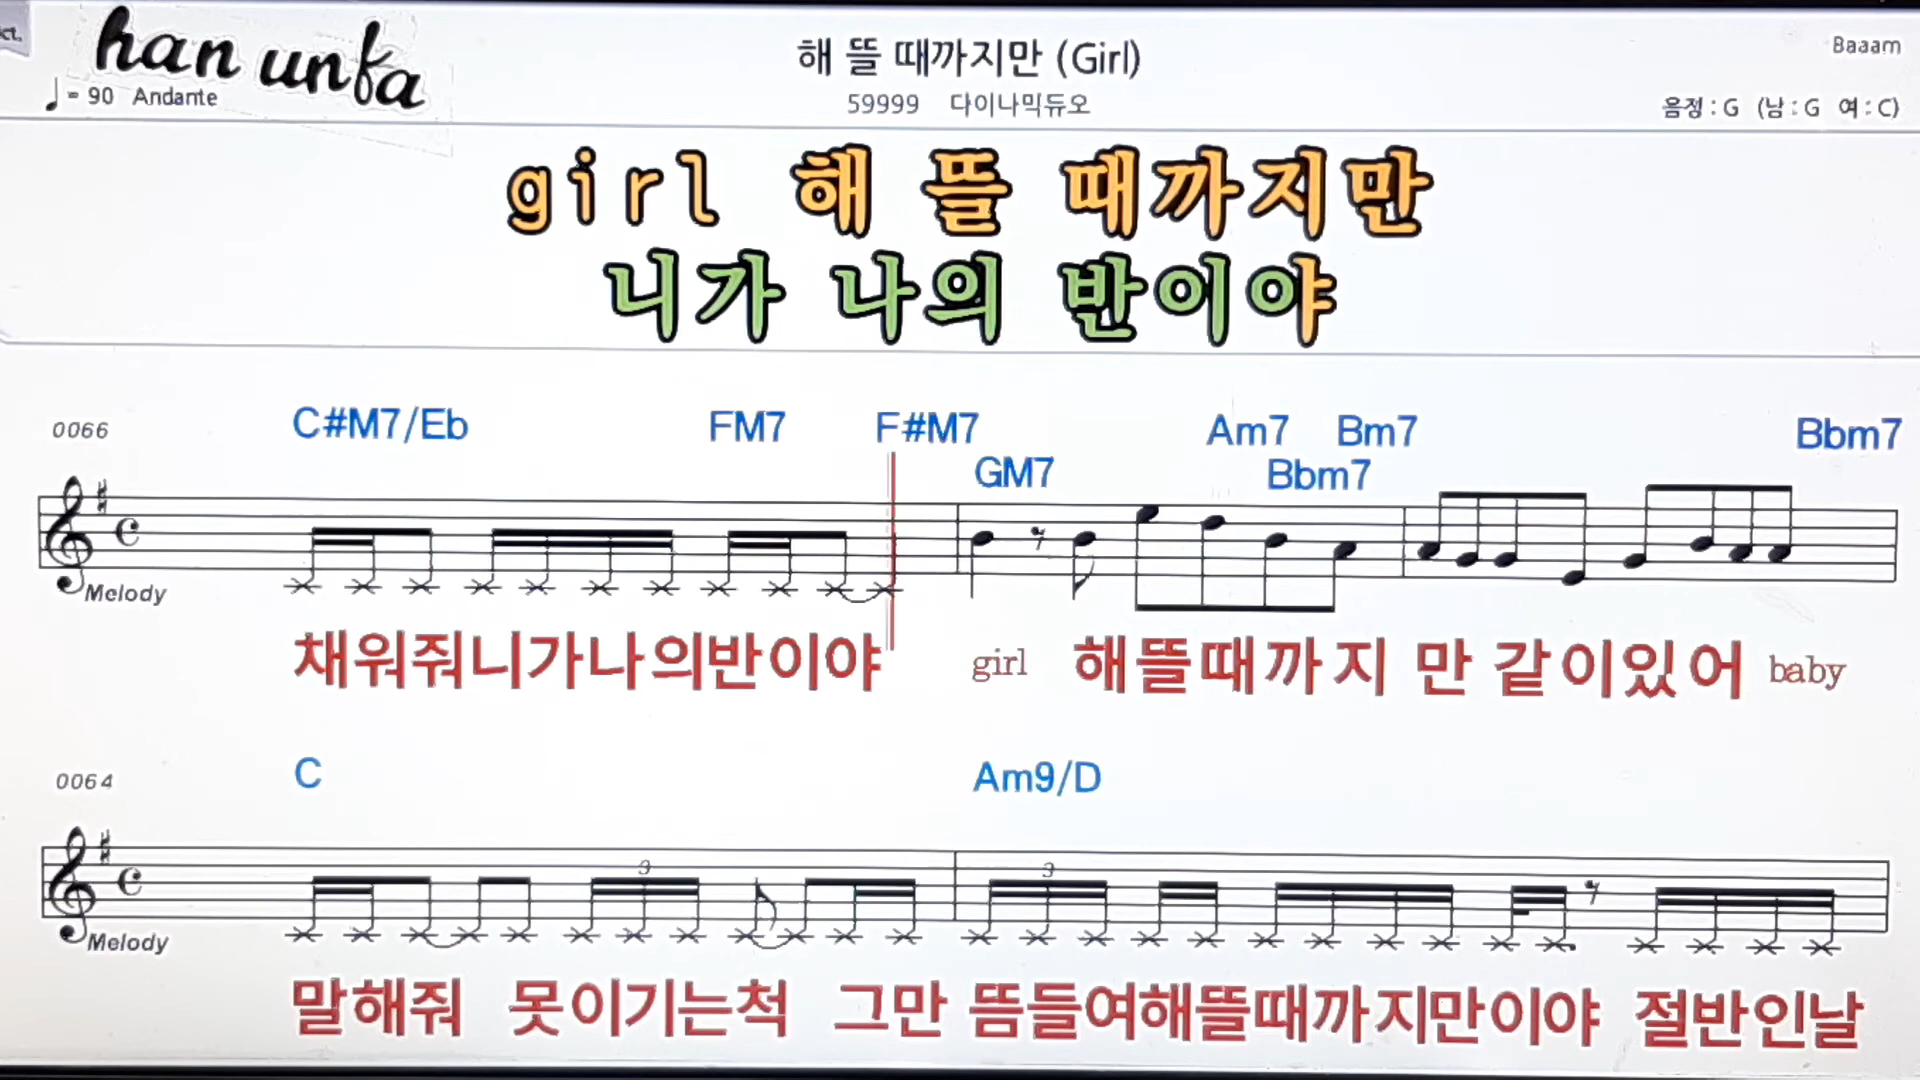 ct.
han unfa
♩= 90 Andante
해 뜰 때까지만 (Girl)
59999 다이나믹듀오
Baaam
음정 : G (남 : G 여 : C)
girl 해 뜰 때까지만
니가 나의 반이야
0066
C#M7/Eb FM7 F#M7 Am7 Bm7 Bbm7
GM7 Bbm7
Melody
채워줘니가나의반이야 girl 해뜰때까지 만 같이있어 baby
0064
C Am9/D
3 3
Melody
말해줘 못이기는척 그만 뜸들여해뜰때까지만이야 절반인날